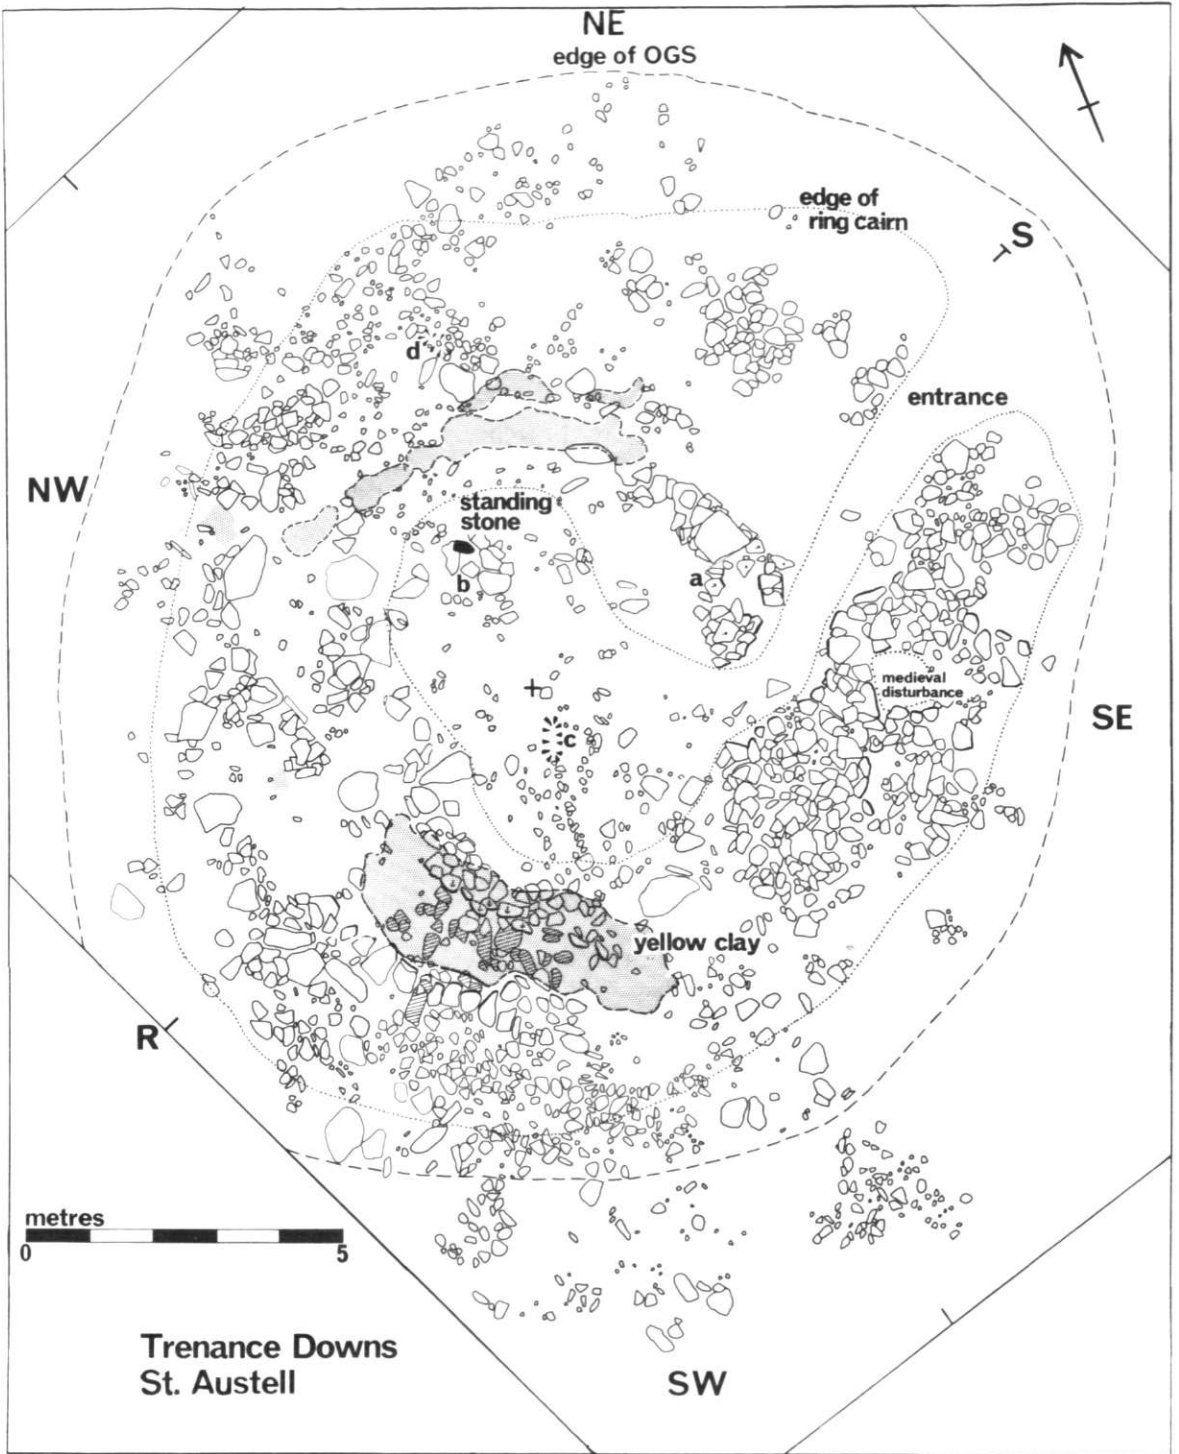 NE
edge of OGS
edge of
ring cairn
S
d
entrance
NW
standing
stone
a
b
medieval
disturbance
SE
c
yellow clay
R
metres
0 5
Trenance Downs
St. Austell
SW